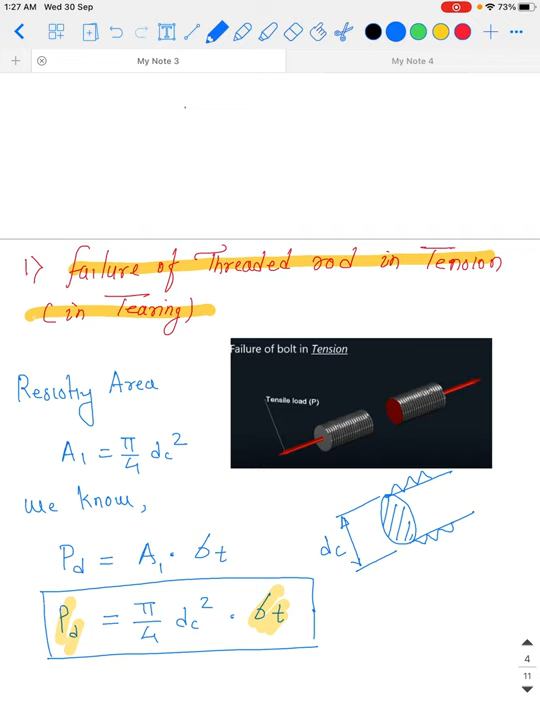 1:27 AM Wed 30 Sep
73%
My Note 3
My Note 4
1) Failure of Threaded rod in Tension
(in Tearing)
Failure of bolt in Tension
Tensile load (P)
Resisting Area
A₁ = π/4 dc²
we know,
dc
Pd = A₁ · σt
Pd = π/4 dc² · σt
4
11